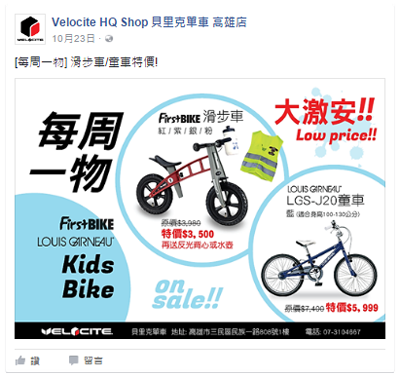 Velocite HQ Shop 貝里克單車 高雄店
10月23日
[每周一物] 滑步車/童車特價!
每周
一物
FirstBIKE 滑步車
紅/紫/銀/粉
原價$3,980
特價$3,500
再送反光背心或水壺
大激安!!
Low price!!
FirstBIKE
LOUIS GARNEAU
Kids
Bike
on
sale!!
LOUIS GARNEAU
LGS-J20童車
藍 (適合身高100-130公分)
原價$7,400 特價$5,999
VELOCITE 貝里克單車 地址: 高雄市三民區民族一路808號1樓 電話: 07-3104567
讚 留言